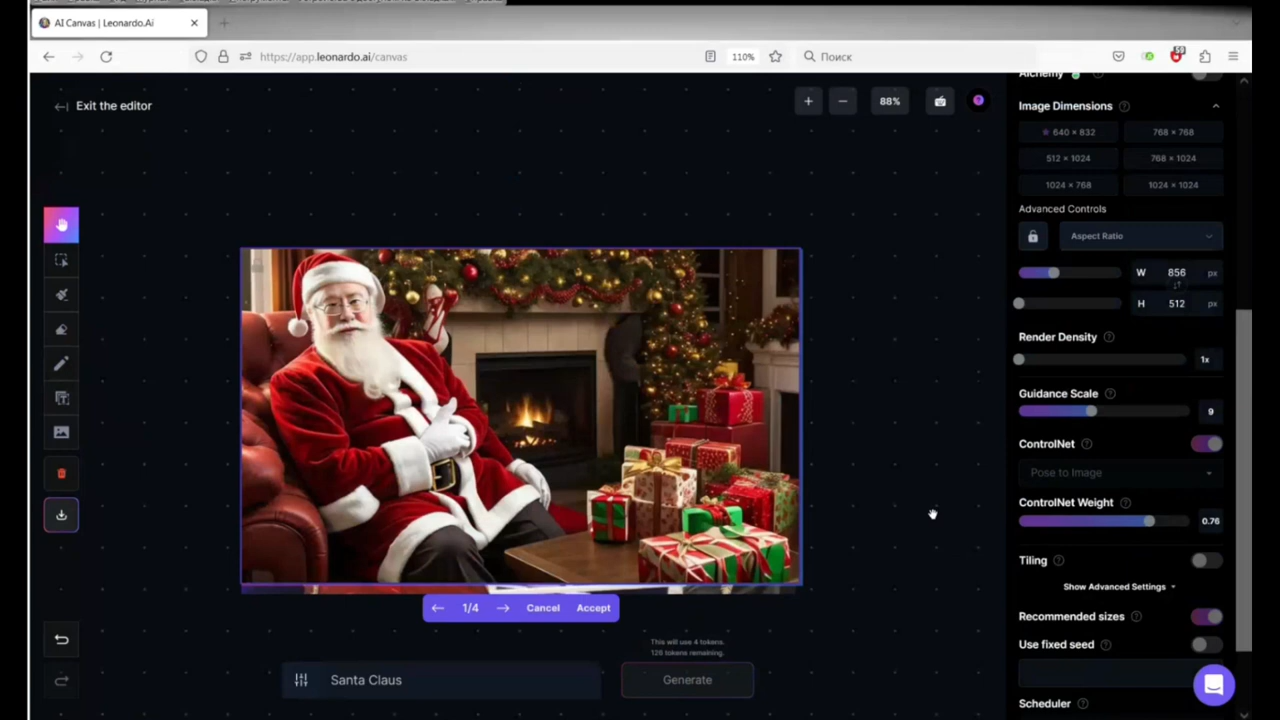 AI Canvas | Leonardo.Ai
https://app.leonardo.ai/canvas
110%
Поиск
59
Exit the editor
88%
Alchemy
Image Dimensions
640 × 832
768 × 768
512 × 1024
768 × 1024
1024 × 768
1024 × 1024
Advanced Controls
Aspect Ratio
W 856 px
H 512 px
Render Density
1x
Guidance Scale
9
ControlNet
Pose to Image
ControlNet Weight
0.76
Tiling
Show Advanced Settings
Recommended sizes
Use fixed seed
Scheduler
1/4 Cancel Accept
This will use 4 tokens.
126 tokens remaining.
Santa Claus
Generate